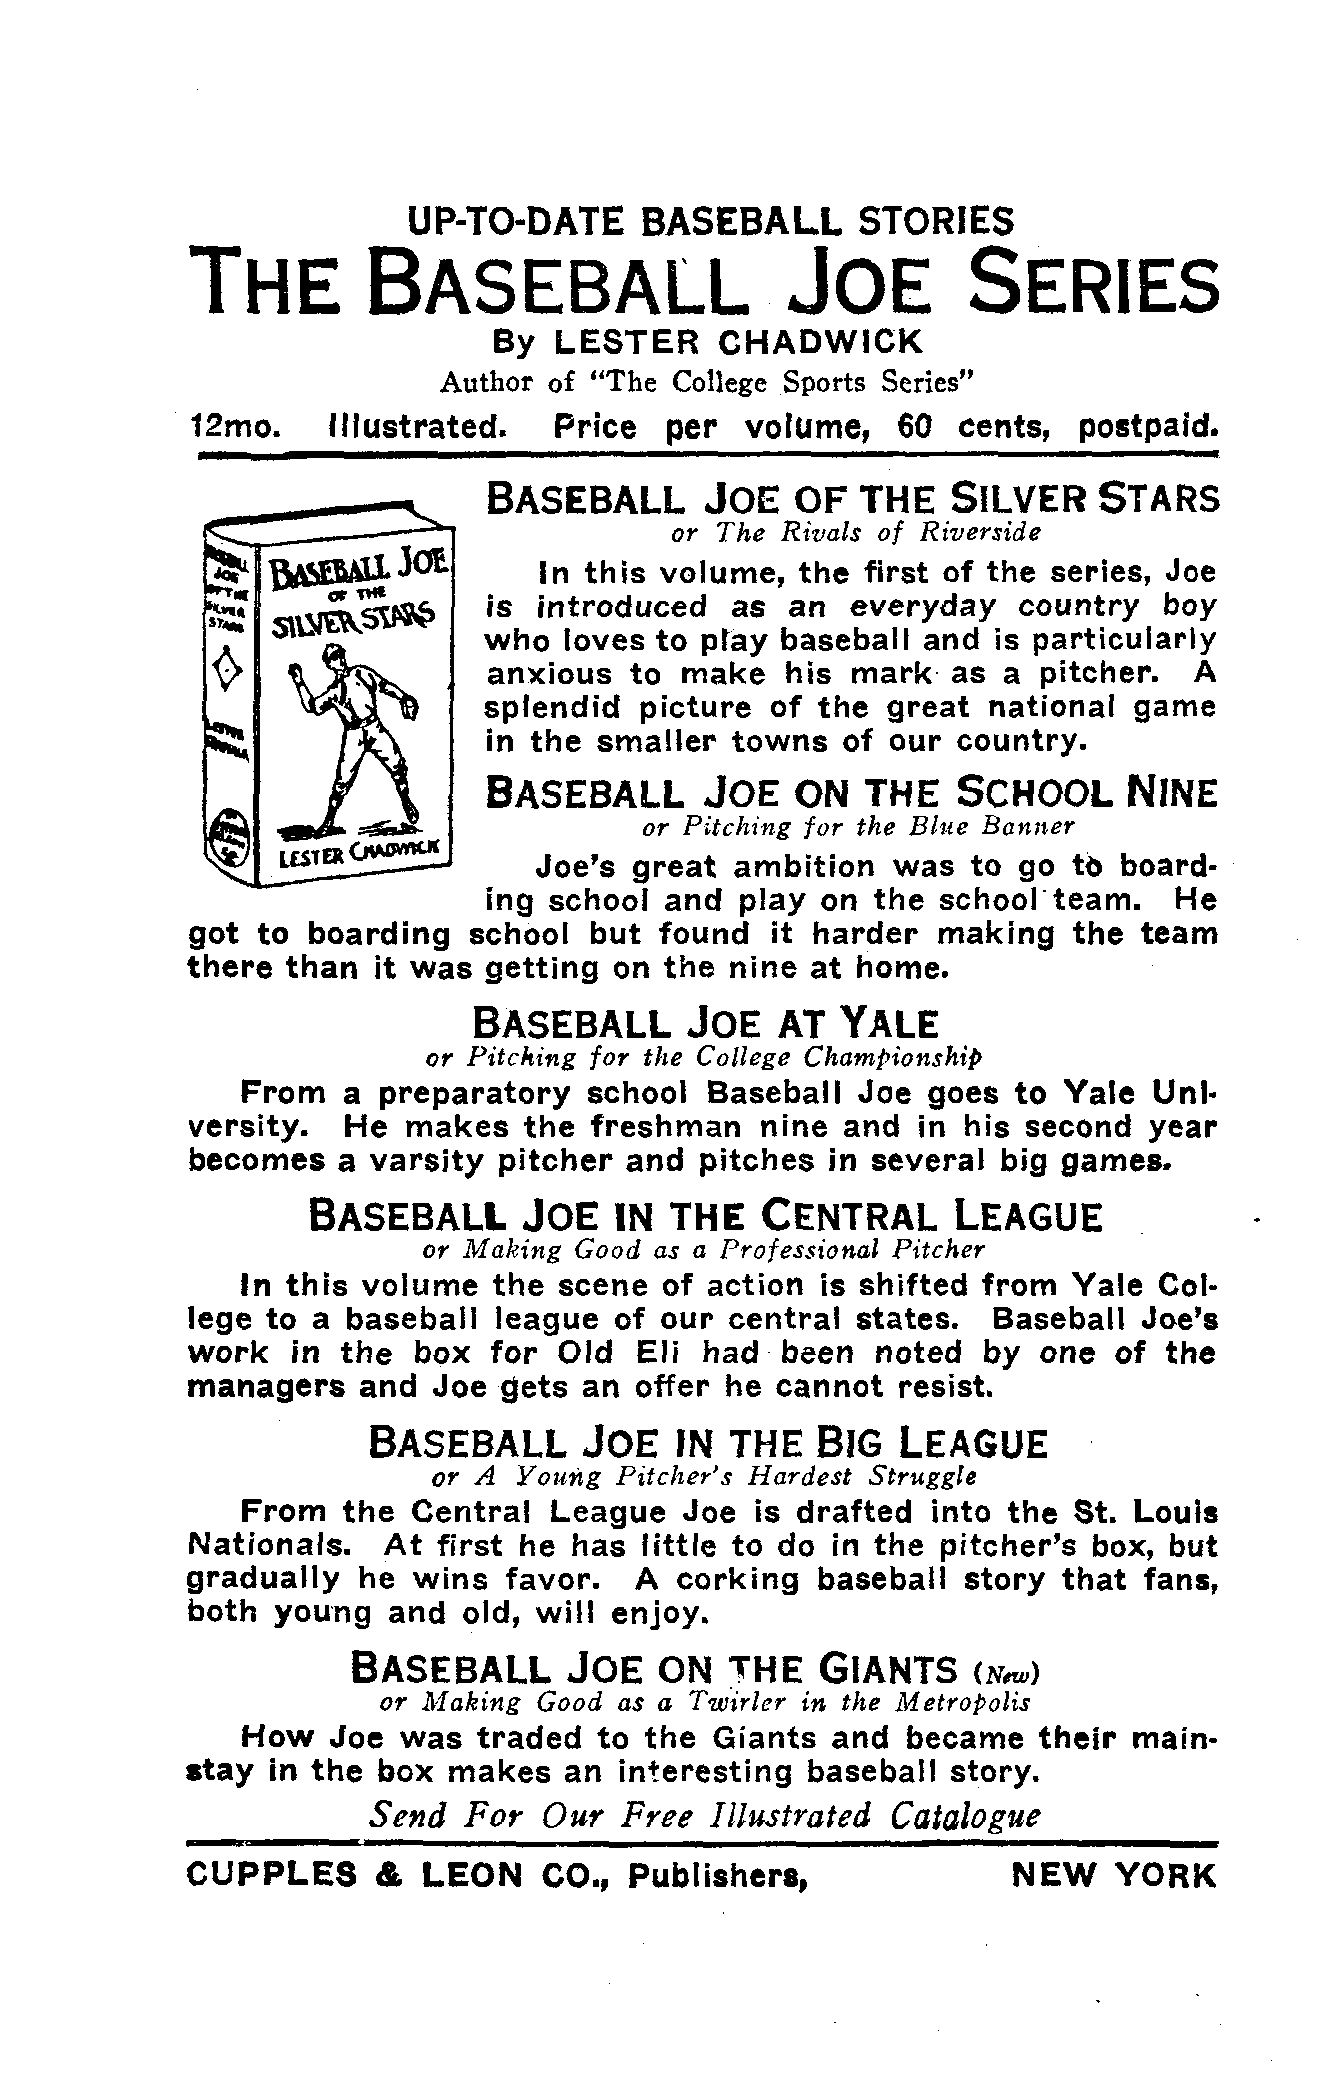 UP-TO-DATE BASEBALL STORIES
THE BASEBALL JOE SERIES
By LESTER CHADWICK
Author of “The College Sports Series”
12mo. Illustrated. Price per volume, 60 cents, postpaid.
BASEBALL JOE
OF THE
SILVER STARS
LESTER CHADWICK
BASEBALL
JOE
OF THE
SILVER
STARS
BASEBALL JOE OF THE SILVER STARS
or The Rivals of Riverside
In this volume, the first of the series, Joe
is introduced as an everyday country boy
who loves to play baseball and is particularly
anxious to make his mark as a pitcher. A
splendid picture of the great national game
in the smaller towns of our country.
BASEBALL JOE ON THE SCHOOL NINE
or Pitching for the Blue Banner
Joe’s great ambition was to go to board-
ing school and play on the school team. He
got to boarding school but found it harder making the team
there than it was getting on the nine at home.
BASEBALL JOE AT YALE
or Pitching for the College Championship
From a preparatory school Baseball Joe goes to Yale Uni-
versity. He makes the freshman nine and in his second year
becomes a varsity pitcher and pitches in several big games.
BASEBALL JOE IN THE CENTRAL LEAGUE
or Making Good as a Professional Pitcher
In this volume the scene of action is shifted from Yale Col-
lege to a baseball league of our central states. Baseball Joe’s
work in the box for Old Eli had been noted by one of the
managers and Joe gets an offer he cannot resist.
BASEBALL JOE IN THE BIG LEAGUE
or A Young Pitcher’s Hardest Struggle
From the Central League Joe is drafted into the St. Louis
Nationals. At first he has little to do in the pitcher’s box, but
gradually he wins favor. A corking baseball story that fans,
both young and old, will enjoy.
BASEBALL JOE ON THE GIANTS (New)
or Making Good as a Twirler in the Metropolis
How Joe was traded to the Giants and became their main-
stay in the box makes an interesting baseball story.
Send For Our Free Illustrated Catalogue
CUPPLES & LEON CO., Publishers, NEW YORK